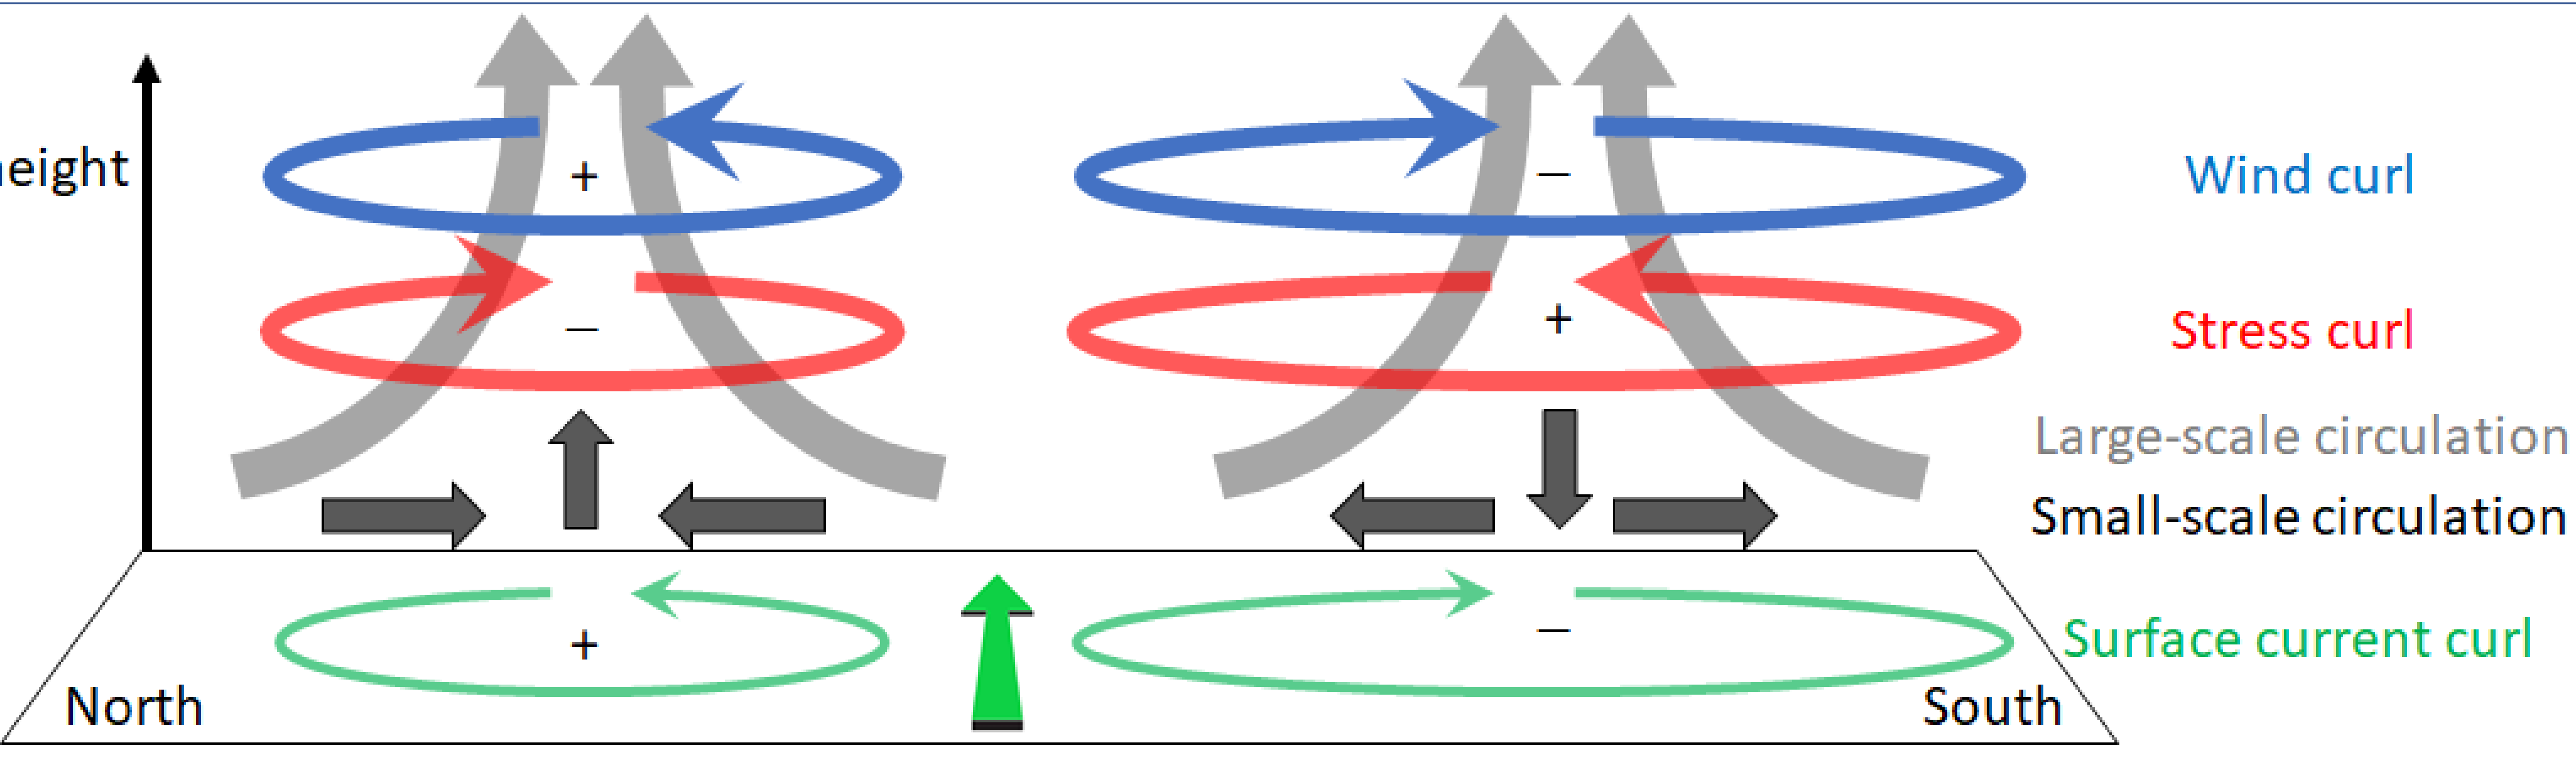 +
–
eight
+
–
Wind curl
–
+
Stress curl
Large-scale circulation
Small-scale circulation
+
–
Surface current curl
North
South